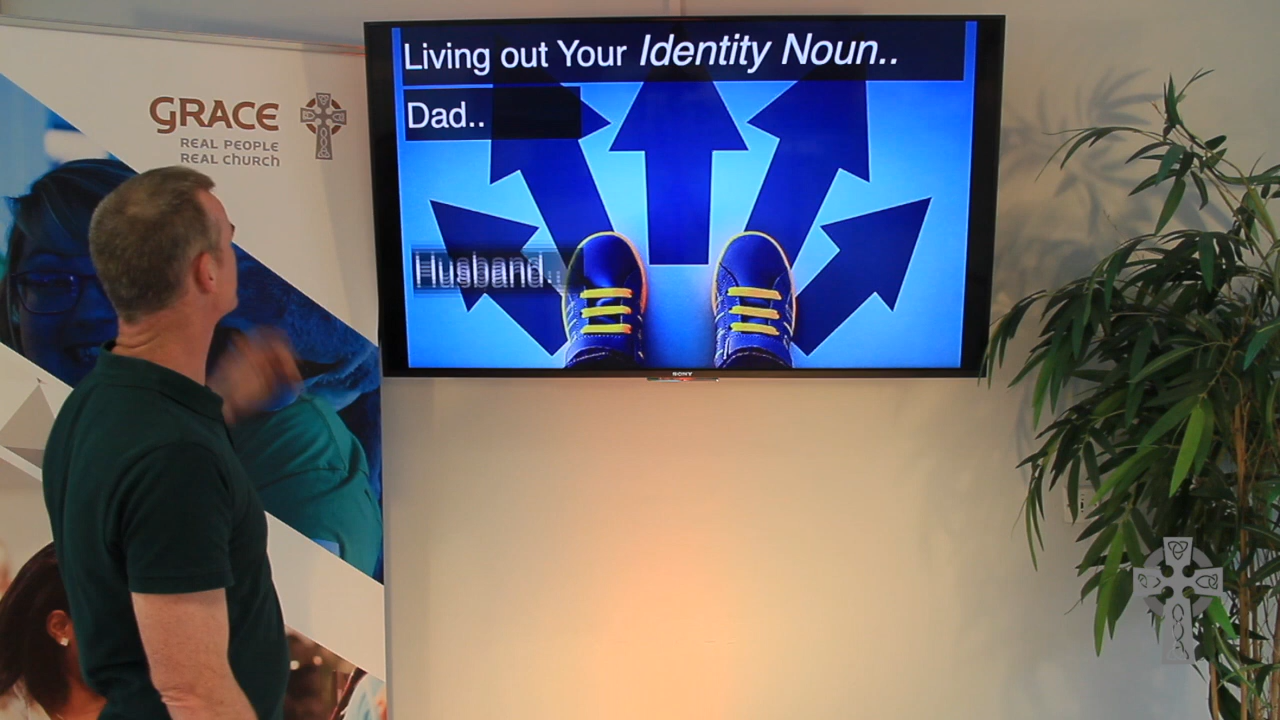 GRACE
REAL PEOPLE
REAL CHURCH
Living out Your Identity Noun..
Dad..
Husband..
SONY